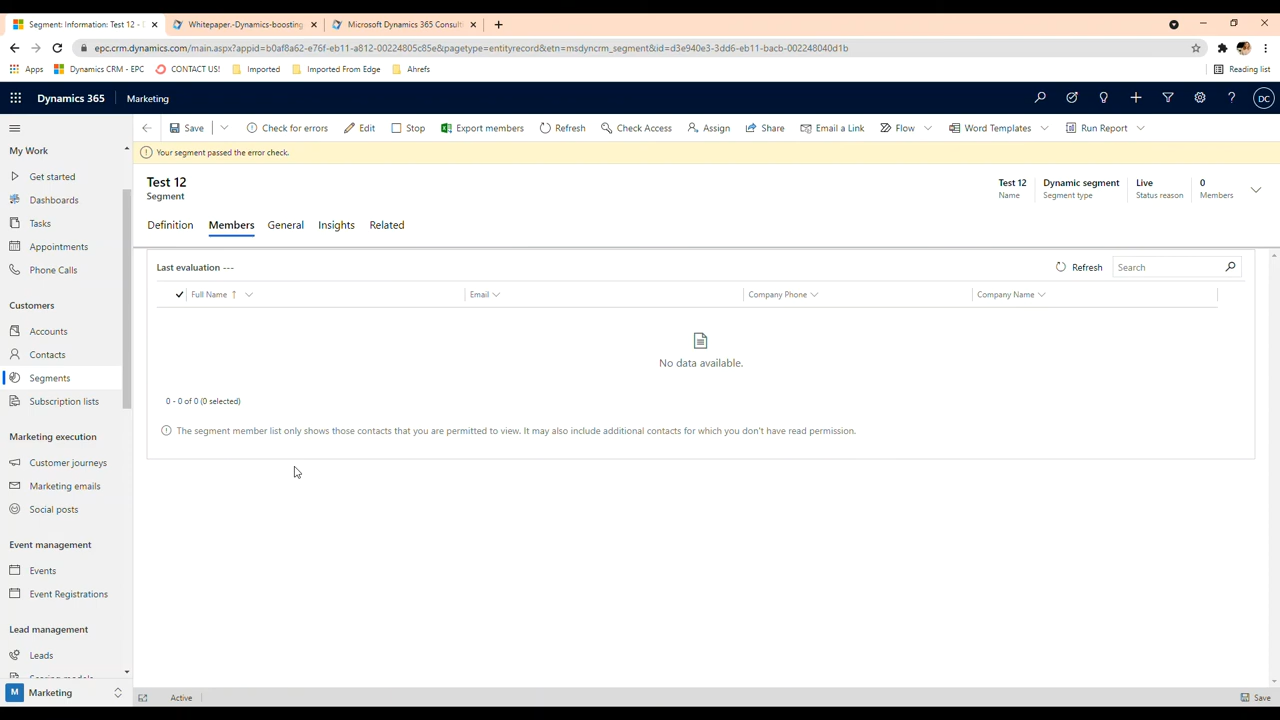 Segment: Information: Test 12 -
Whitepaper.-Dynamics-boosting
Microsoft Dynamics 365 Consult
epc.crm.dynamics.com/main.aspx?appid=b0af8a62-e76f-eb11-a812-00224805c85e&pagetype=entityrecord&etn=msdyncrm_segment&id=d3e940e3-3dd6-eb11-bacb-002248040d1b
Apps
Dynamics CRM - EPC
CONTACT US!
Imported
Imported From Edge
Ahrefs
Reading list
Dynamics 365
Marketing
DC
Save
Check for errors
Edit
Stop
Export members
Refresh
Check Access
Assign
Share
Email a Link
Flow
Word Templates
Run Report
Your segment passed the error check.
My Work
Get started
Dashboards
Tasks
Appointments
Phone Calls
Customers
Accounts
Contacts
Segments
Subscription lists
Marketing execution
Customer journeys
Marketing emails
Social posts
Event management
Events
Event Registrations
Lead management
Leads
M Marketing
Test 12
Segment
Test 12
Name
Dynamic segment
Segment type
Live
Status reason
0
Members
Definition
Members
General
Insights
Related
Last evaluation ---
Refresh
Search
Full Name
Email
Company Phone
Company Name
No data available.
0 - 0 of 0 (0 selected)
The segment member list only shows those contacts that you are permitted to view. It may also include additional contacts for which you don't have read permission.
Active
Save